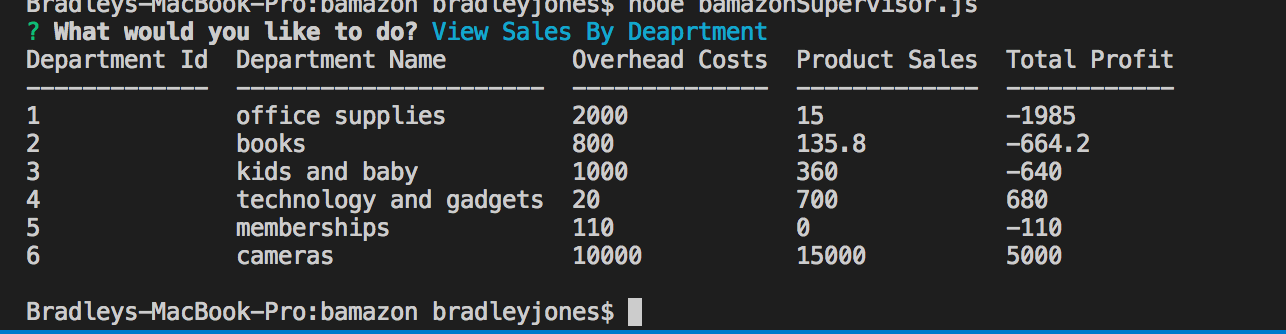 Bradleys-MacBook-Pro:bamazon bradleyjones$ node bamazonSupervisor.js
? What would you like to do? View Sales By Deaprtment
Department Id  Department Name         Overhead Costs  Product Sales  Total Profit
-------------  ----------------------  --------------  -------------  ------------
1              office supplies         2000            15             -1985
2              books                   800             135.8          -664.2
3              kids and baby           1000            360            -640
4              technology and gadgets  20              700            680
5              memberships             110             0              -110
6              cameras                 10000           15000          5000
Bradleys-MacBook-Pro:bamazon bradleyjones$